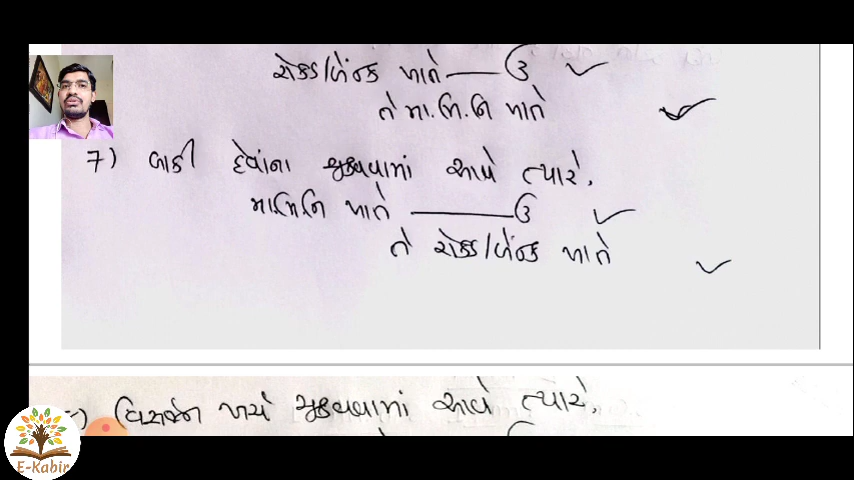 રોકડ/બેન્ક ખાતે —— ઉ ✓
તે મા.મિ.નિ ખાતે ✓
7) બાકી દેવાંના ચુકવવામાં આવે ત્યારે,
મામિનિ ખાતે ——— ઉ ✓
તે રોકડ/બેન્ક ખાતે ✓
વિસર્જન ખર્ચ ચુકવવામાં આવે ત્યારે,
E-Kabir